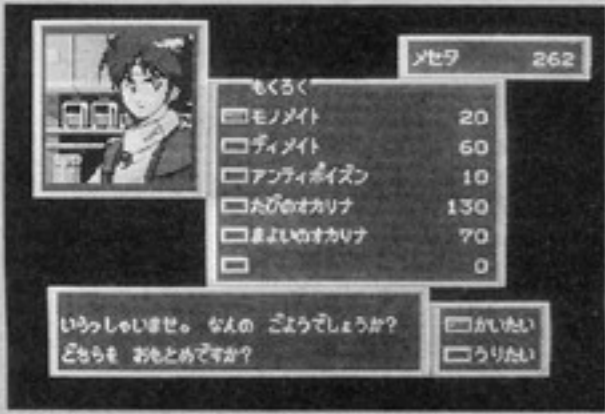 メセタ 262
もくろく
モノメイト 20
ディメイト 60
アンティポイズン 10
たびのオカリナ 130
まよいのオカリナ 70
0
いらっしゃいませ。 なんの ごようでしょうか?
どちらを おもとめですか?
かいたい
うりたい